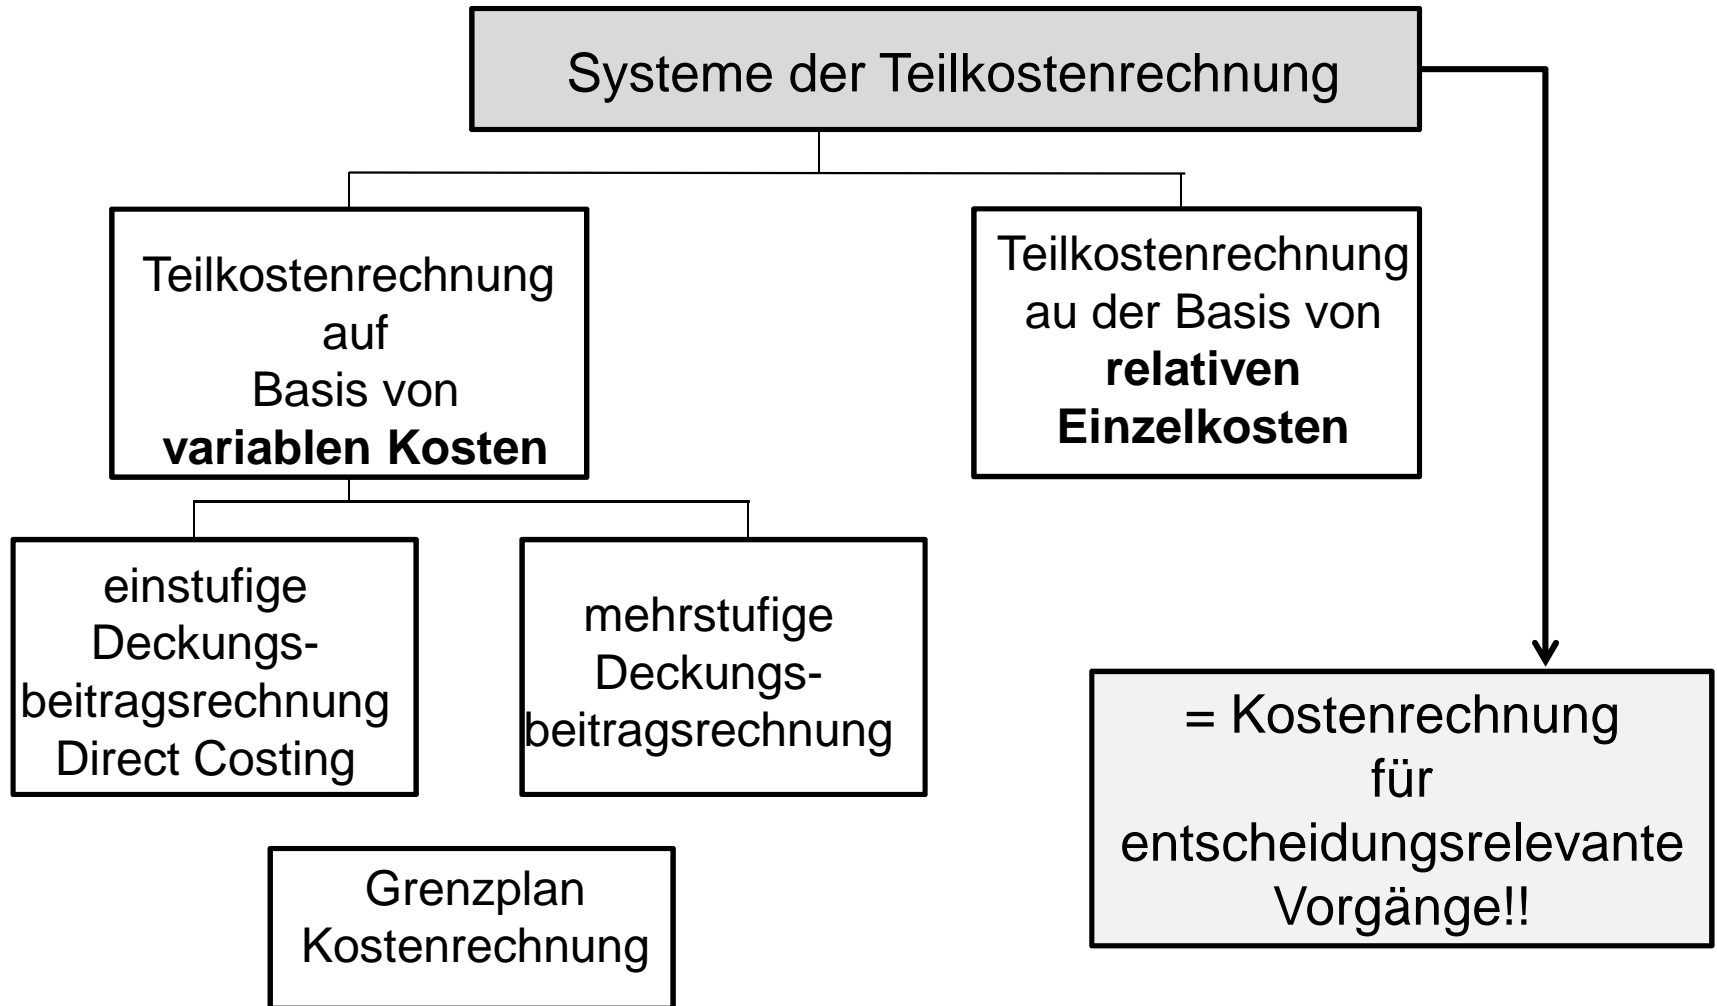 Systeme der Teilkostenrechnung
Teilkostenrechnung
auf
Basis von
variablen Kosten
Teilkostenrechnung
au der Basis von
relativen
Einzelkosten
einstufige
Deckungs-
beitragsrechnung
Direct Costing
mehrstufige
Deckungs-
beitragsrechnung
= Kostenrechnung
für
entscheidungsrelevante
Vorgänge!!
Grenzplan
Kostenrechnung